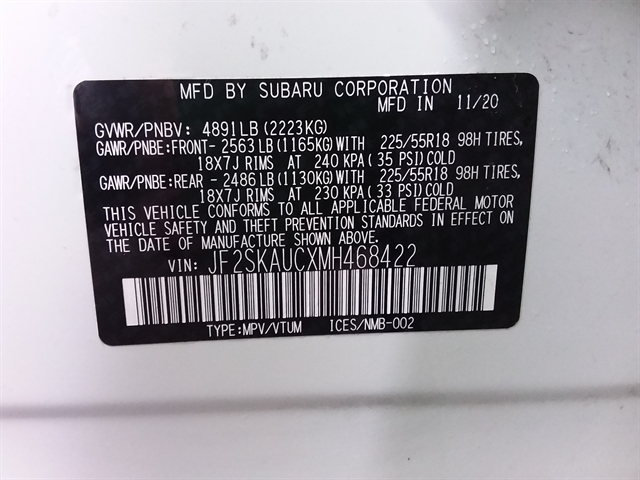 MFD BY SUBARU CORPORATION
MFD IN 11/20
GVWR/PNBV: 4891LB (2223KG)
GAWR/PNBE:FRONT- 2563 LB (1165KG)WITH 225/55R18 98H TIRES,
18X7J RIMS AT 240 KPA (35 PSI) COLD
GAWR/PNBE:REAR - 2486 LB (1130KG)WITH 225/55R18 98H TIRES,
18X7J RIMS AT 230 KPA (33 PSI) COLD
THIS VEHICLE CONFORMS TO ALL APPLICABLE FEDERAL MOTOR
VEHICLE SAFETY AND THEFT PREVENTION STANDARDS IN EFFECT ON
THE DATE OF MANUFACTURE SHOWN ABOVE.
VIN: JF2SKAUCXMH468422
TYPE:MPV/VTUM ICES/NMB-002